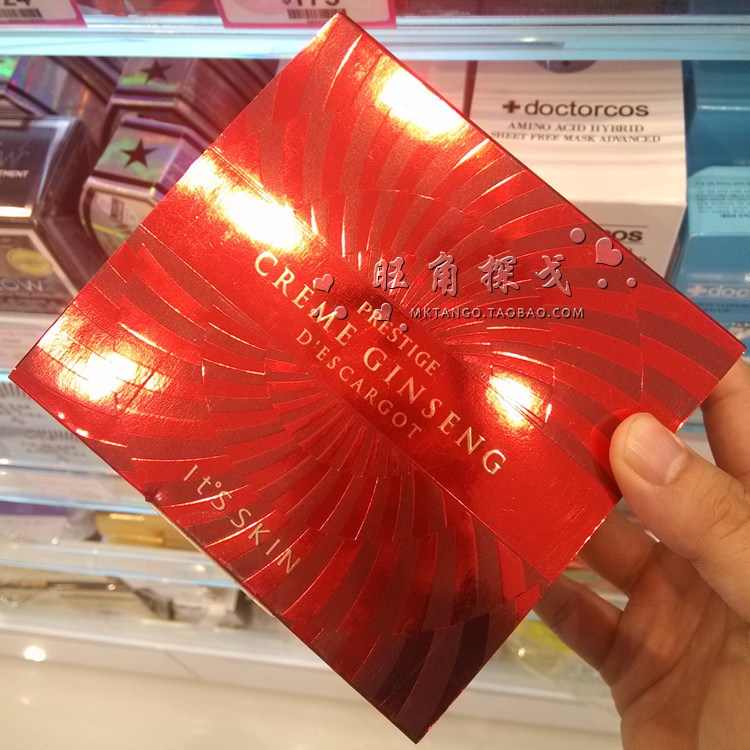 175
+doctorcos
AMINO ACID HYBRID
SHEET FREE MASK ADVANCED
旺角探戈
MKTANGO.TAOBAO.COM
PRESTIGE
CREME GINSENG
D'ESCARGOT
It'S SKIN